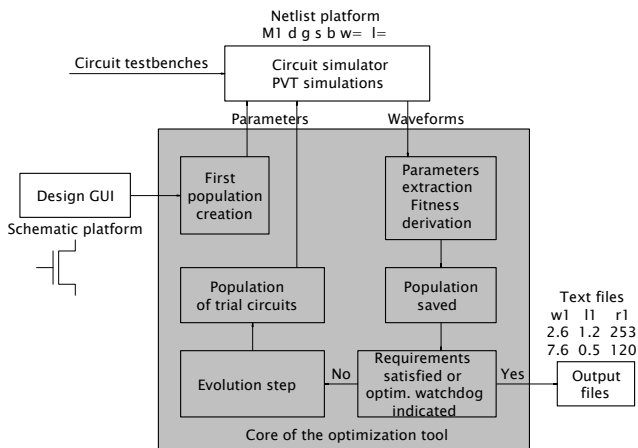 Netlist platform
M1 d g s b w= l=
Circuit testbenches
Circuit simulator
PVT simulations
Parameters
Waveforms
First
population
creation
Parameters
extraction
Fitness
derivation
Design GUI
Schematic platform
Population
of trial circuits
Population
saved
Text files
w1 l1 r1
2.6 1.2 253
7.6 0.5 120
Evolution step
No
Requirements
satisfied or
optim. watchdog
indicated
Yes
Output
files
Core of the optimization tool